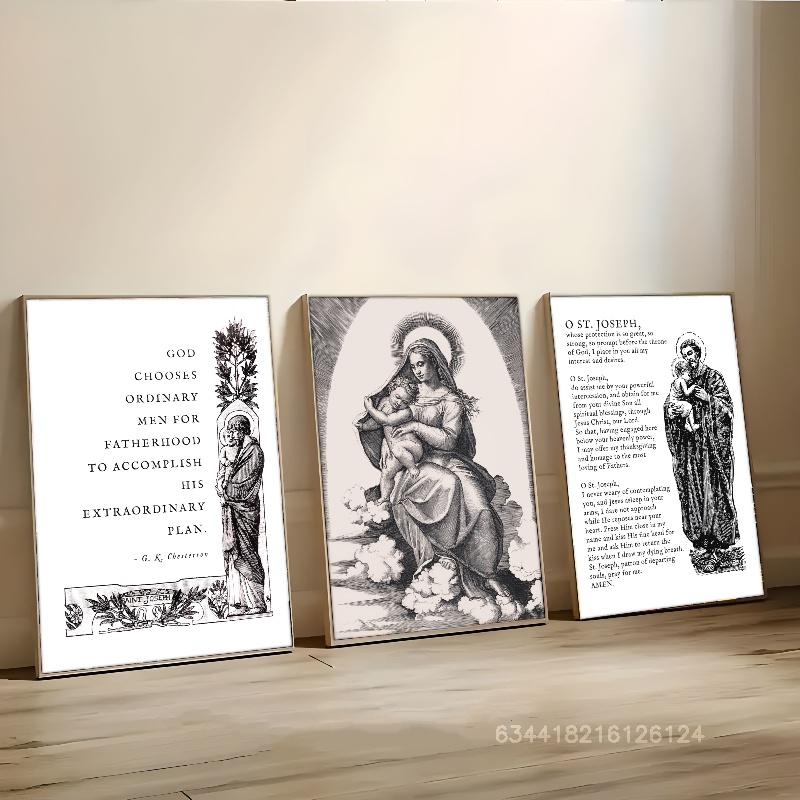 GOD
CHOOSES
ORDINARY
MEN FOR
FATHERHOOD
TO ACCOMPLISH
HIS
EXTRAORDINARY
PLAN.
- G. K. Chesterton
SAINT JOSEPH
O ST. JOSEPH,
whose protection is so great, so
strong, so prompt before the throne
of God, I place in you all my
interest and desires.
O St. Joseph,
do assist me by your powerful
intercession, and obtain for me
from your divine Son all
spiritual blessings, through
Jesus Christ, our Lord.
So that, having engaged here
below your heavenly power,
I may offer my thanksgiving
and homage to the most
loving of Fathers.
O St. Joseph,
I never weary of contemplating
you, and Jesus asleep in your
arms; I dare not approach
while He reposes near your
heart. Press Him close in my
name and kiss His fine head for
me and ask Him to return the
kiss when I draw my dying breath.
St. Joseph, patron of departing
souls, pray for me.
AMEN.
634418216126124